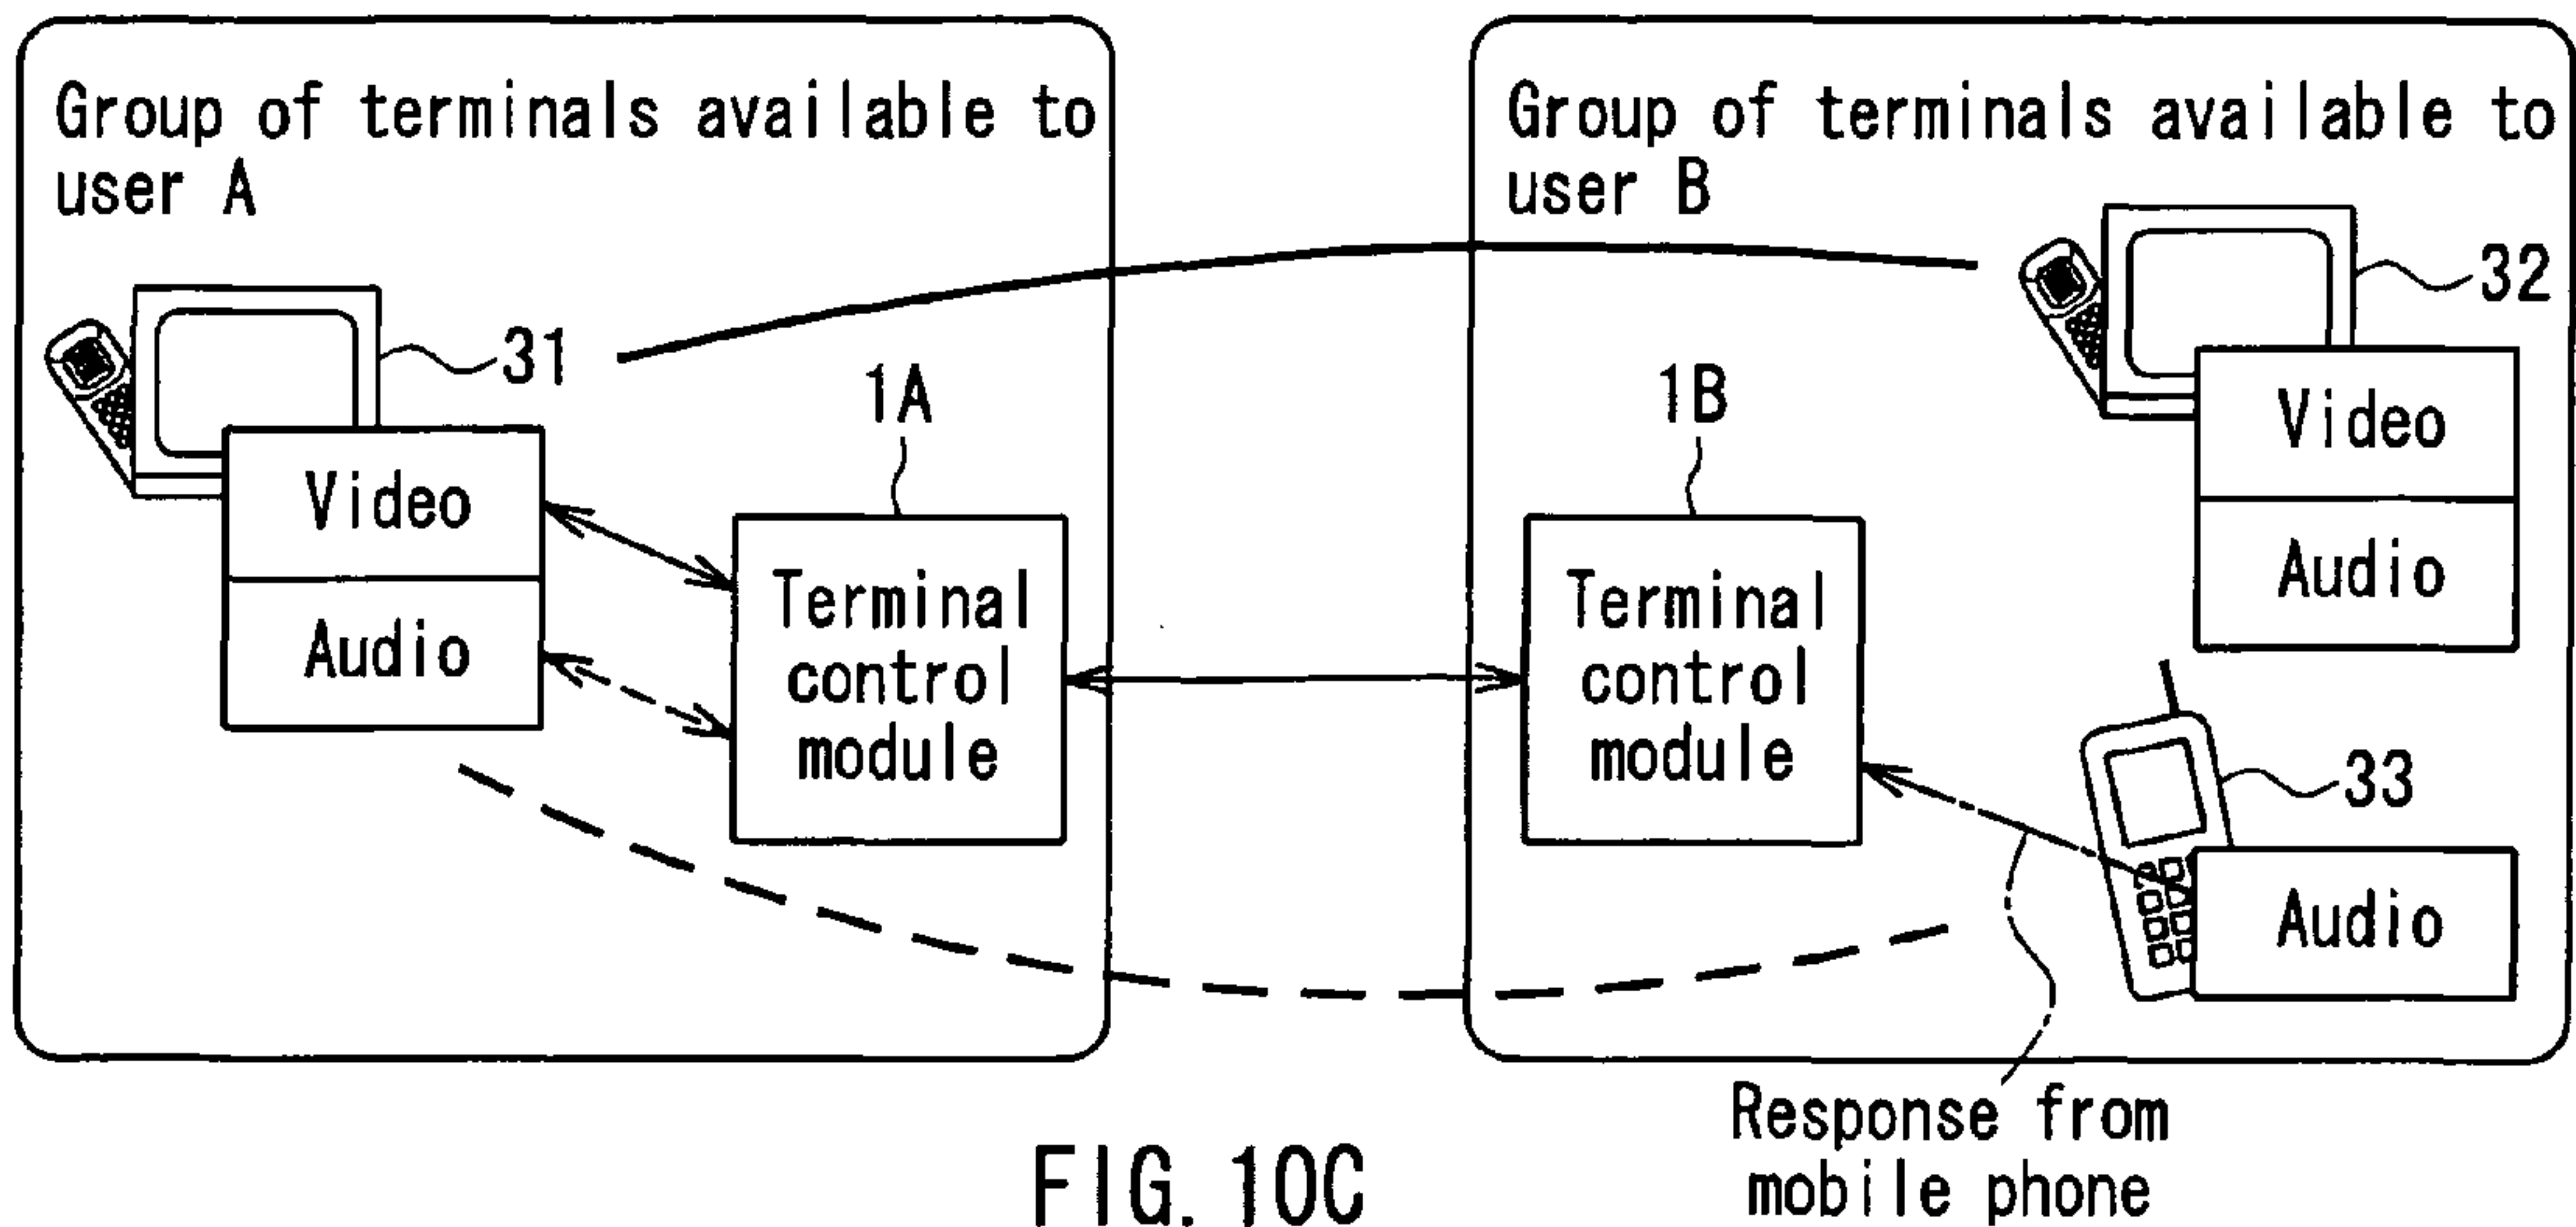 Group of terminals available to
user A
Group of terminals available to
user B
31
32
1A
1B
Video
Audio
Terminal
control
module
Terminal
control
module
Video
Audio
33
Audio
Response from
mobile phone
FIG. 10C